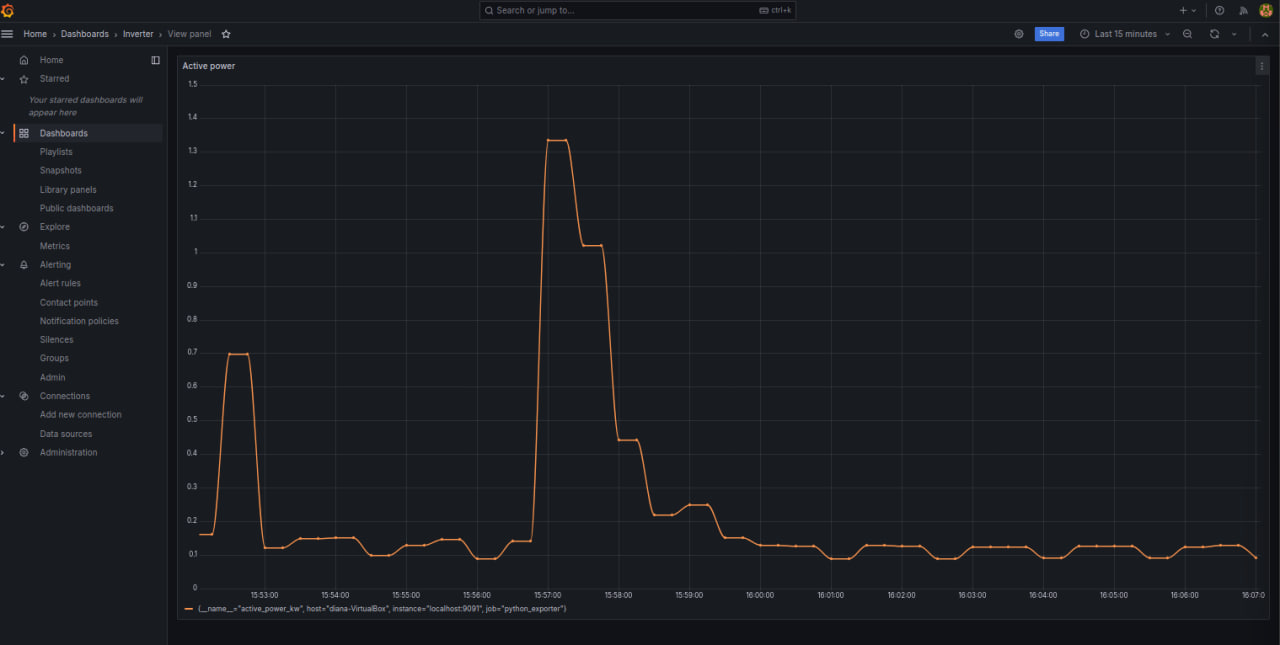 Search or jump to...
ctrl+k
Home › Dashboards › Inverter › View panel
Share
Last 15 minutes
Home
Starred
Your starred dashboards will
appear here
Dashboards
Playlists
Snapshots
Library panels
Public dashboards
Explore
Metrics
Alerting
Alert rules
Contact points
Notification policies
Silences
Groups
Admin
Connections
Add new connection
Data sources
Administration
Active power
1.5
1.4
1.3
1.2
1.1
1
0.9
0.8
0.7
0.6
0.5
0.4
0.3
0.2
0.1
0
15:53:00 15:54:00 15:55:00 15:56:00 15:57:00 15:58:00 15:59:00 16:00:00 16:01:00 16:02:00 16:03:00 16:04:00 16:05:00 16:06:00 16:07:0
{__name__="active_power_kw", host="diana-VirtualBox", instance="localhost:9091", job="python_exporter"}